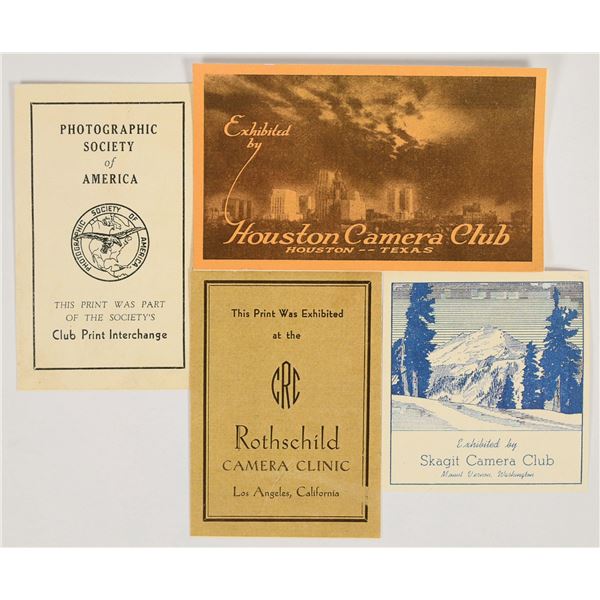 PHOTOGRAPHIC
SOCIETY
of
AMERICA
PHOTOGRAPHIC SOCIETY OF AMERICA
THIS PRINT WAS PART
OF THE SOCIETY'S
Club Print Interchange
Exhibited
by
Houston Camera Club
HOUSTON -- TEXAS
This Print Was Exhibited
at the
CRC
Rothschild
CAMERA CLINIC
Los Angeles, California
Exhibited by
Skagit Camera Club
Mount Vernon, Washington